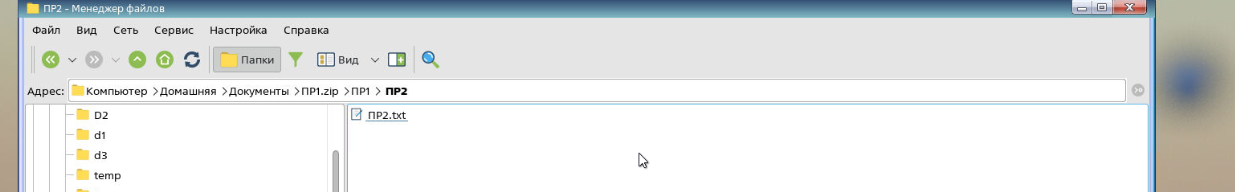 ПР2 - Менеджер файлов
Файл Вид Сеть Сервис Настройка Справка
Папки Вид
Адрес: Компьютер > Домашняя > Документы > ПР1.zip > ПР1 > ПР2
D2
ПР2.txt
d1
d3
temp